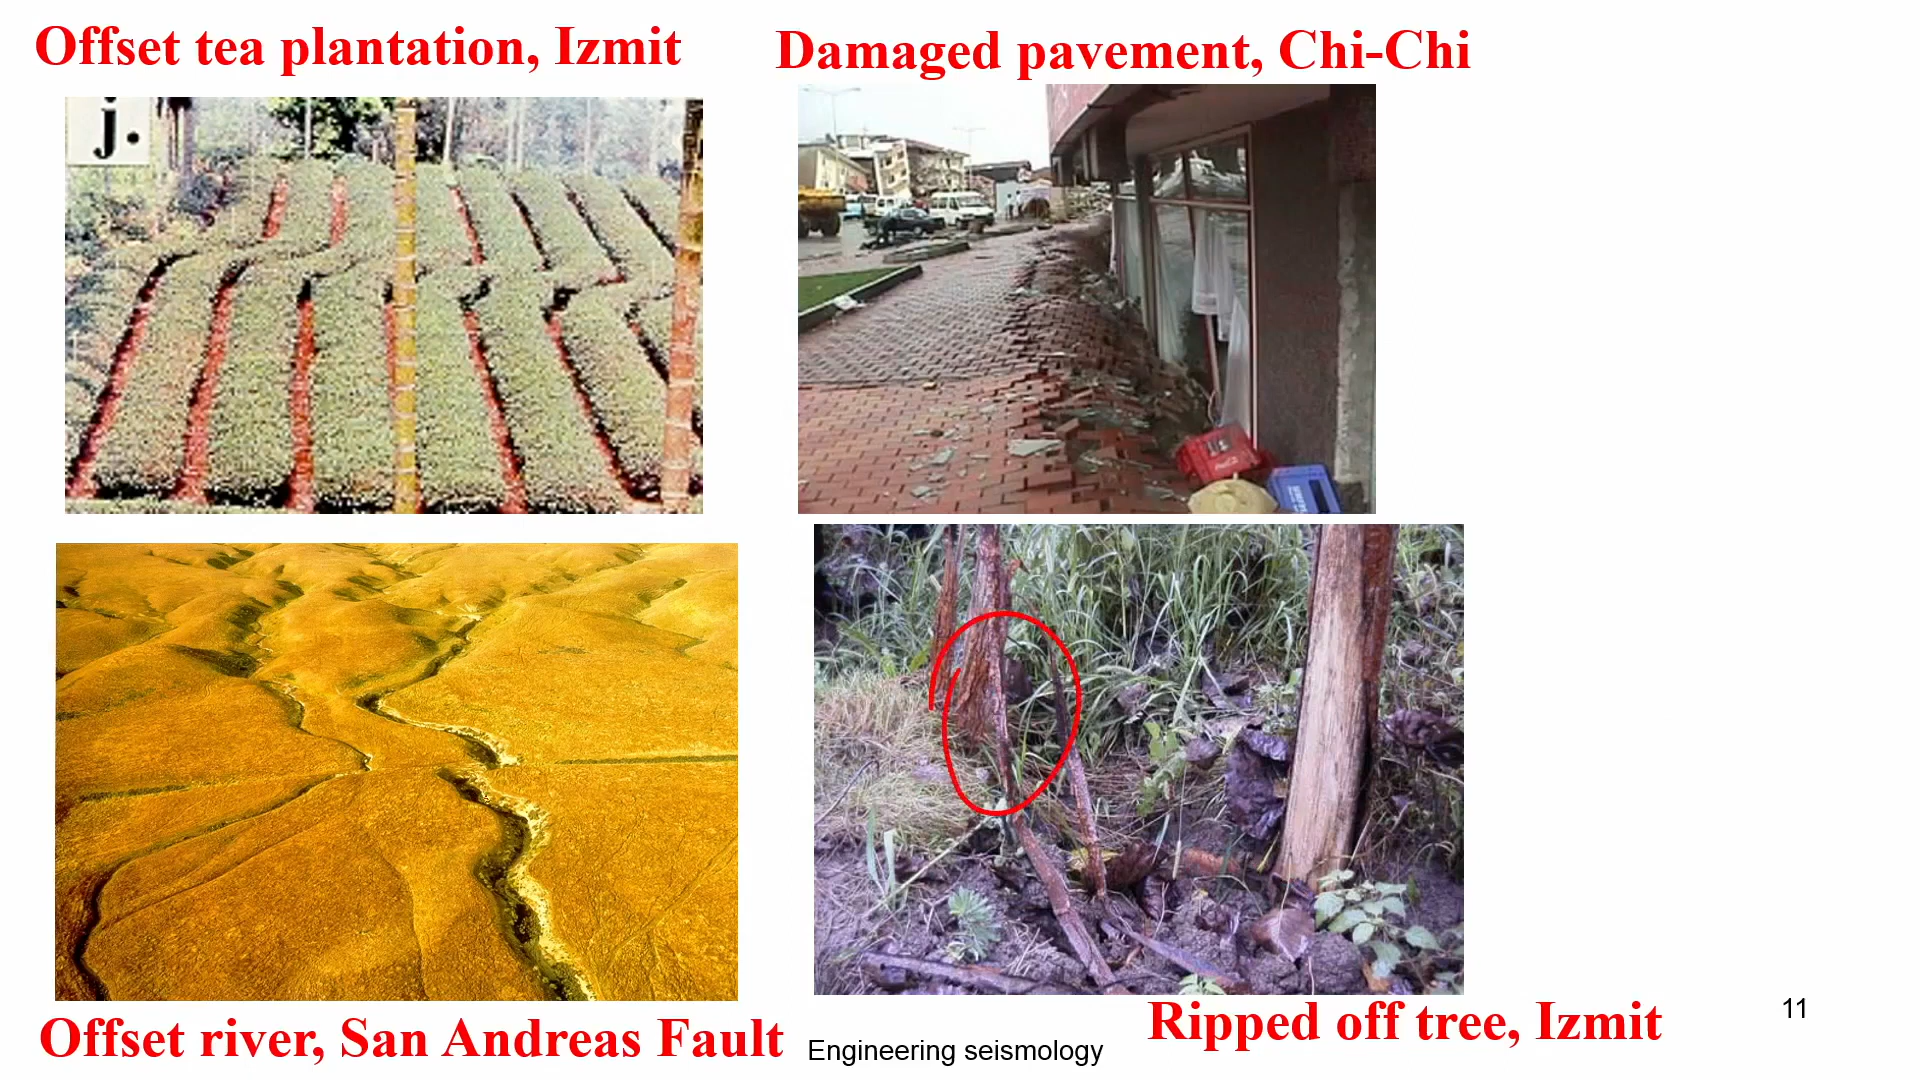 Offset tea plantation, Izmit
Damaged pavement, Chi-Chi
j.
Offset river, San Andreas Fault
Engineering seismology
Ripped off tree, Izmit
11